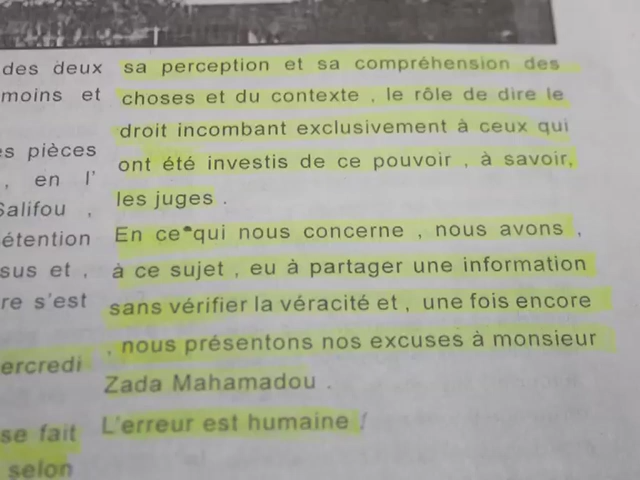 des deux
moins et
es pièces
, en l'
Salifou ,
étention
sus et ,
re s'est
ercredi
se fait
selon
sa perception et sa compréhension des
choses et du contexte , le rôle de dire le
droit incombant exclusivement à ceux qui
ont été investis de ce pouvoir , à savoir,
les juges .
En ce qui nous concerne , nous avons ,
à ce sujet , eu à partager une information
sans vérifier la véracité et , une fois encore
, nous présentons nos excuses à monsieur
Zada Mahamadou .
L'erreur est humaine !